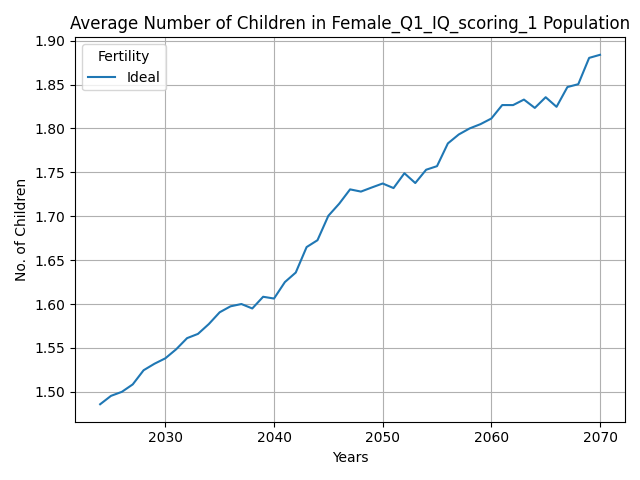 Average Number of Children in Female_Q1_IQ_scoring_1 Population
Fertility
Ideal
No. of Children
1.90
1.85
1.80
1.75
1.70
1.65
1.60
1.55
1.50
2030
2040
2050
2060
2070
Years